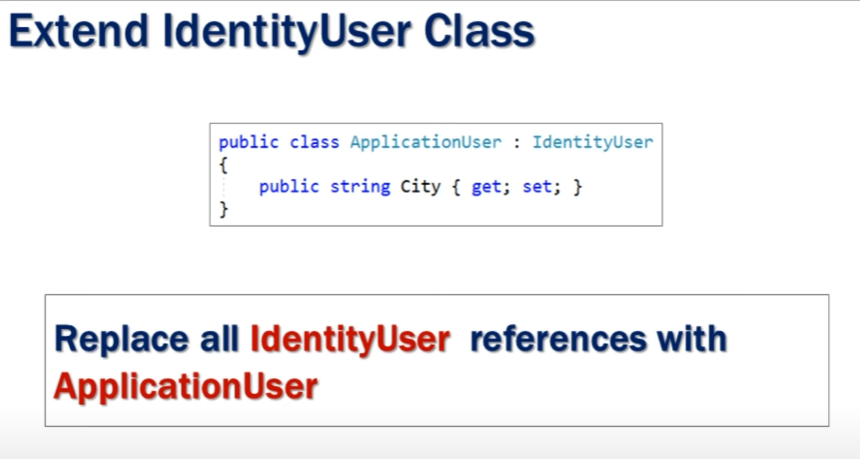 Extend IdentityUser Class
public class ApplicationUser : IdentityUser
{
public string City { get; set; }
}
Replace all IdentityUser references with
ApplicationUser